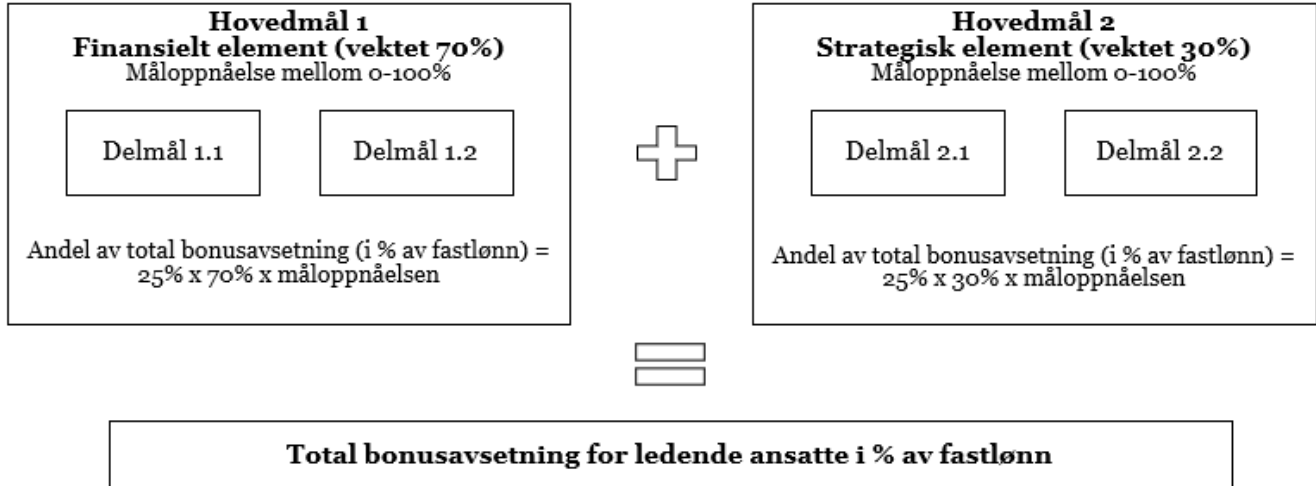 Hovedmål 1
Finansielt element (vektet 70%)
Måloppnåelse mellom 0-100%
Delmål 1.1
Delmål 1.2
Andel av total bonusavsetning (i % av fastlønn) =
25% x 70% x måloppnåelsen
Hovedmål 2
Strategisk element (vektet 30%)
Måloppnåelse mellom 0-100%
Delmål 2.1
Delmål 2.2
Andel av total bonusavsetning (i % av fastlønn) =
25% x 30% x måloppnåelsen
Total bonusavsetning for ledende ansatte i % av fastlønn